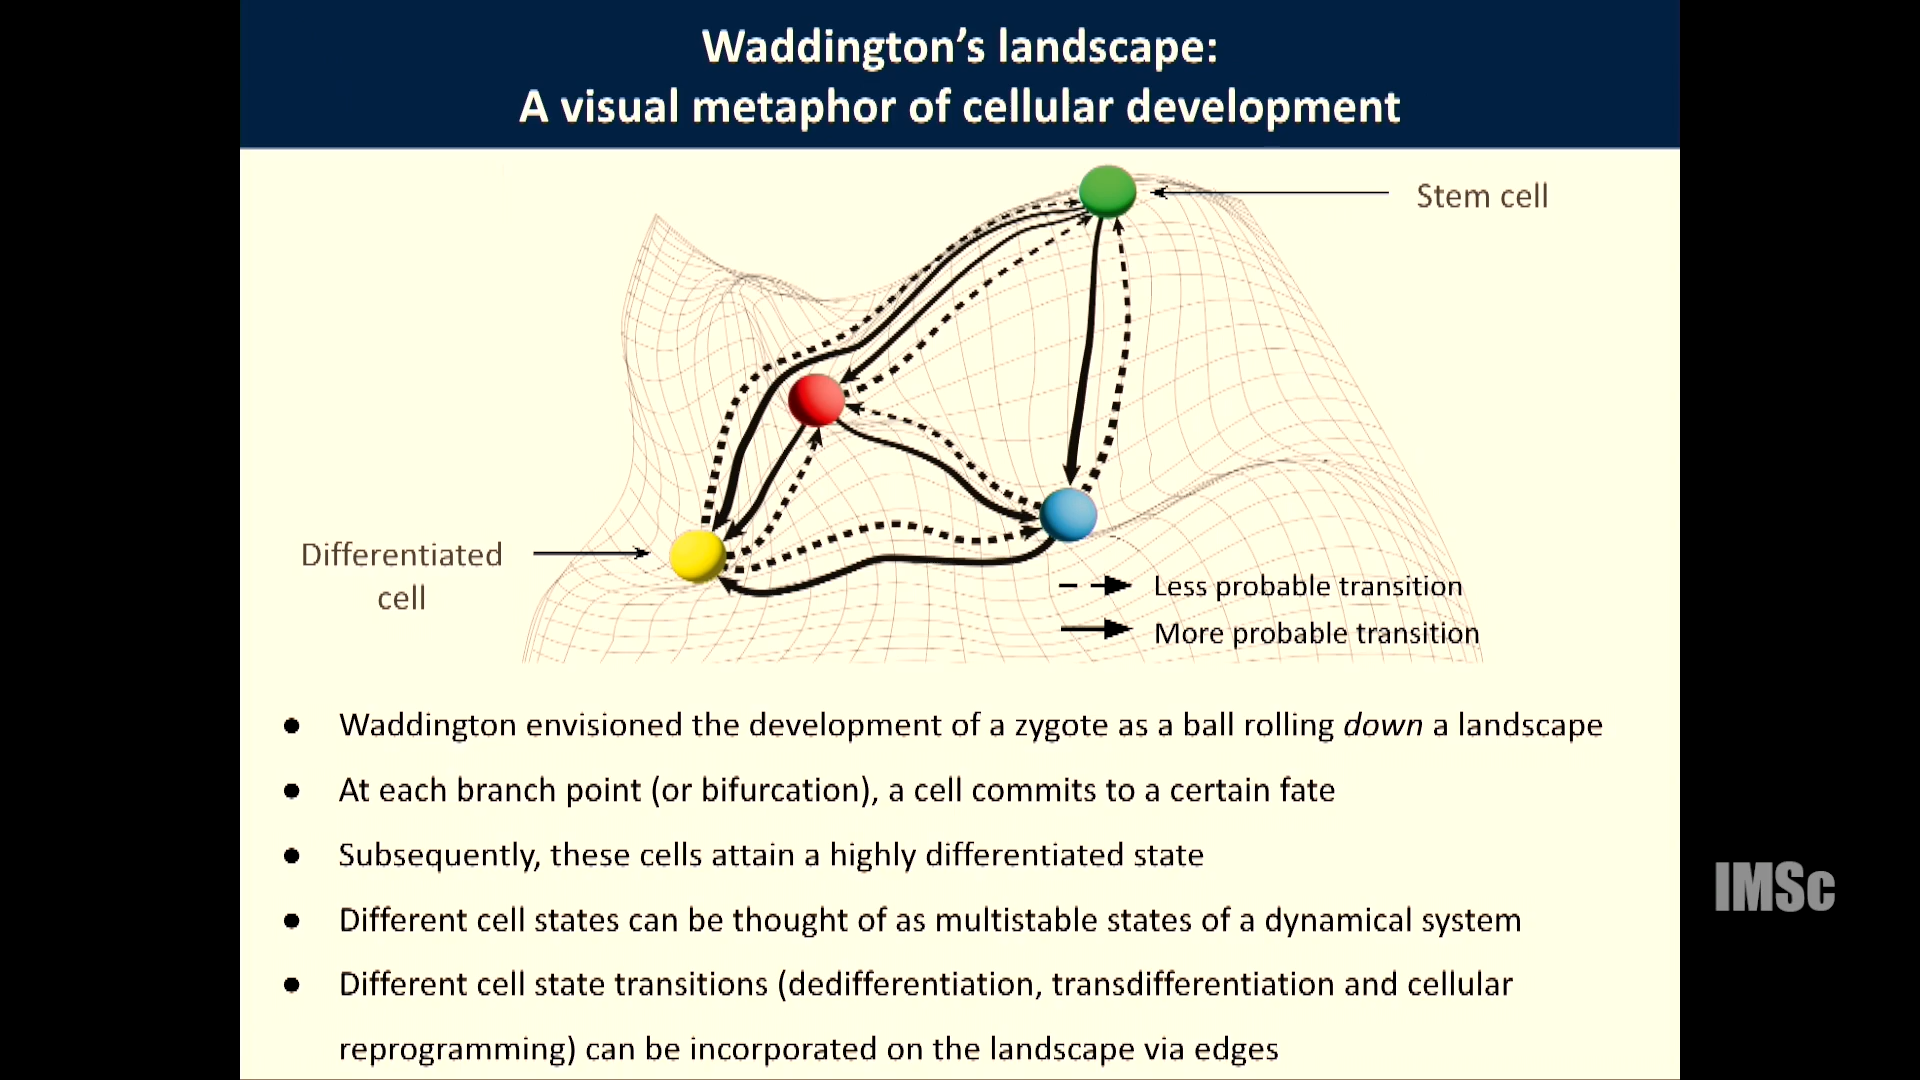 Waddington’s landscape:
A visual metaphor of cellular development
Stem cell
Differentiated
cell
Less probable transition
More probable transition
● Waddington envisioned the development of a zygote as a ball rolling down a landscape
● At each branch point (or bifurcation), a cell commits to a certain fate
● Subsequently, these cells attain a highly differentiated state
● Different cell states can be thought of as multistable states of a dynamical system
● Different cell state transitions (dedifferentiation, transdifferentiation and cellular
reprogramming) can be incorporated on the landscape via edges
IMSc